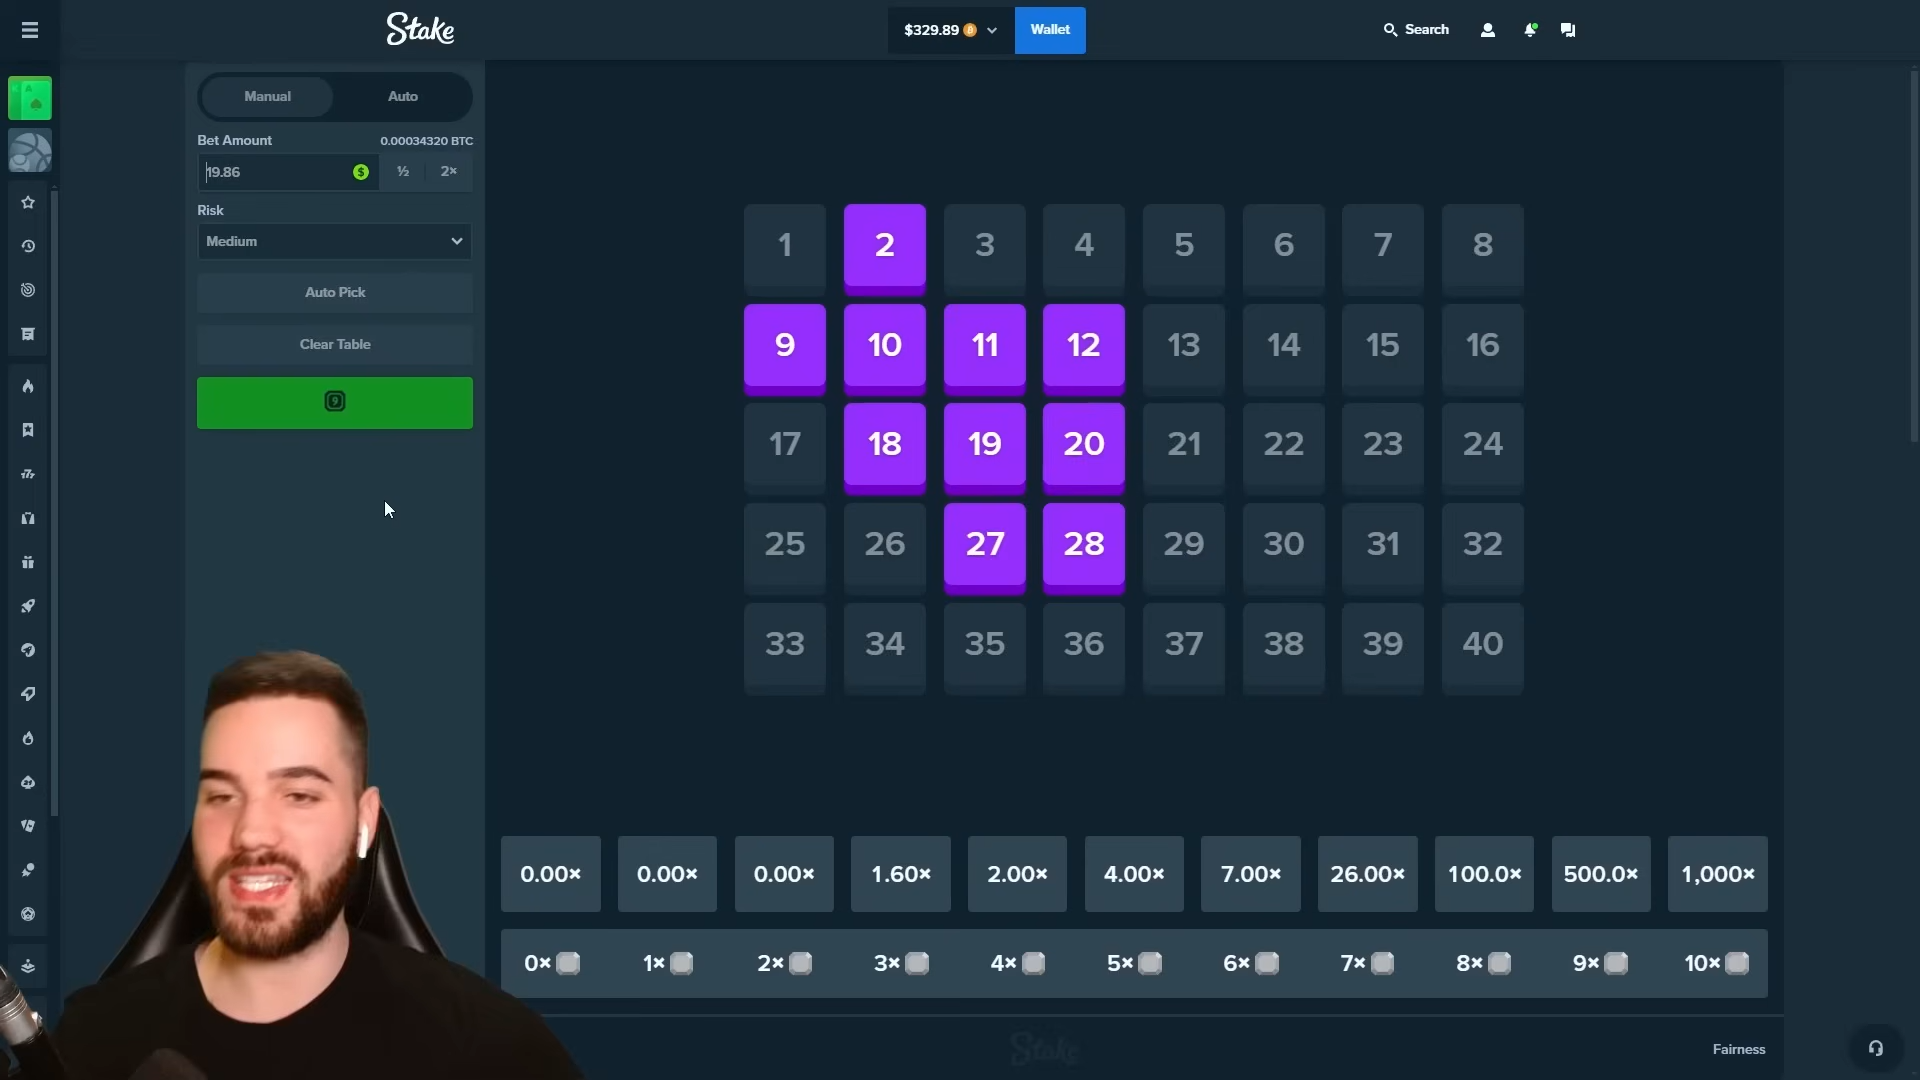 Stake
$329.89
Wallet
Search
Manual
Auto
Bet Amount
0.00034320 BTC
19.86
$
½
2×
Risk
Medium
Auto Pick
Clear Table
1 2 3 4 5 6 7 8
9 10 11 12 13 14 15 16
17 18 19 20 21 22 23 24
25 26 27 28 29 30 31 32
33 34 35 36 37 38 39 40
0.00× 0.00× 0.00× 1.60× 2.00× 4.00× 7.00× 26.00× 100.0× 500.0× 1,000×
0× 1× 2× 3× 4× 5× 6× 7× 8× 9× 10×
Stake
Fairness